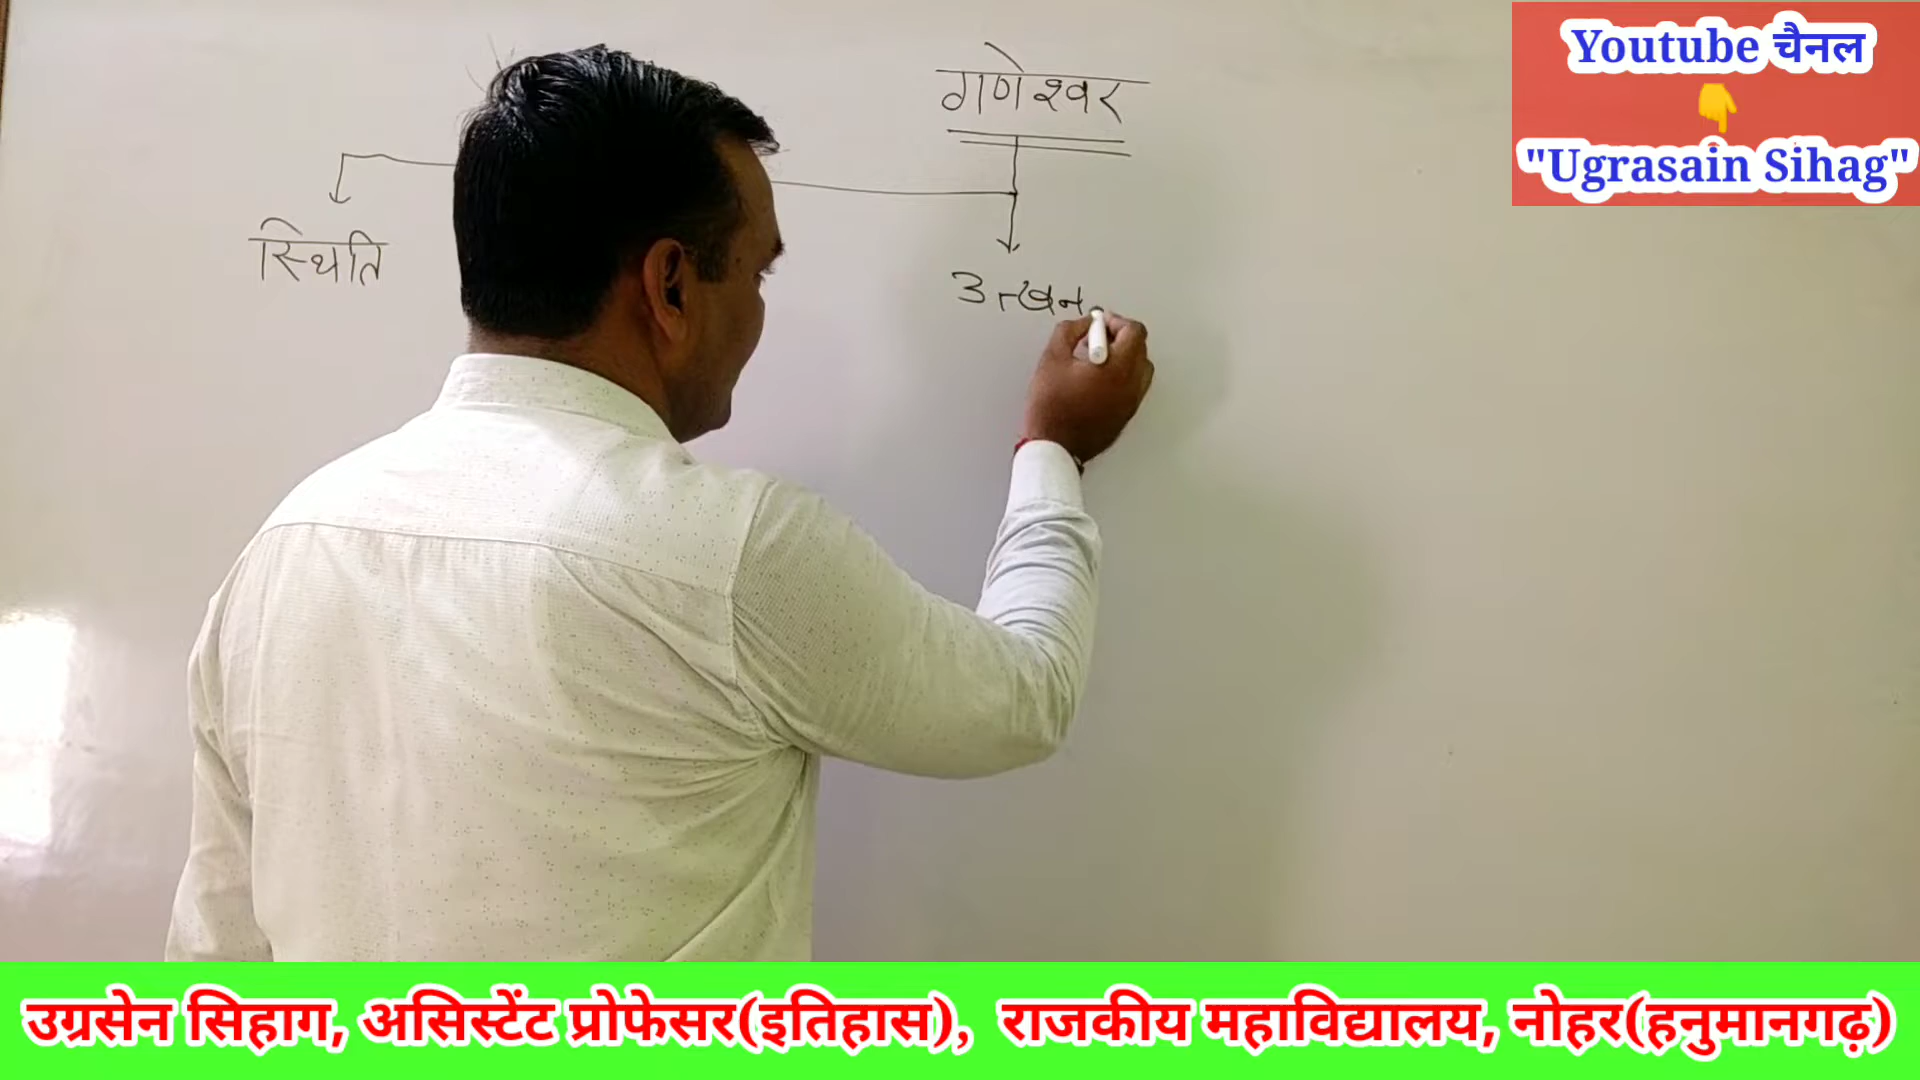 Youtube चैनल
👇
"Ugrasain Sihag"
गणेश्वर
स्थिति
उत्खनन
उग्रसेन सिहाग, असिस्टेंट प्रोफेसर(इतिहास), राजकीय महाविद्यालय, नोहर(हनुमानगढ़)